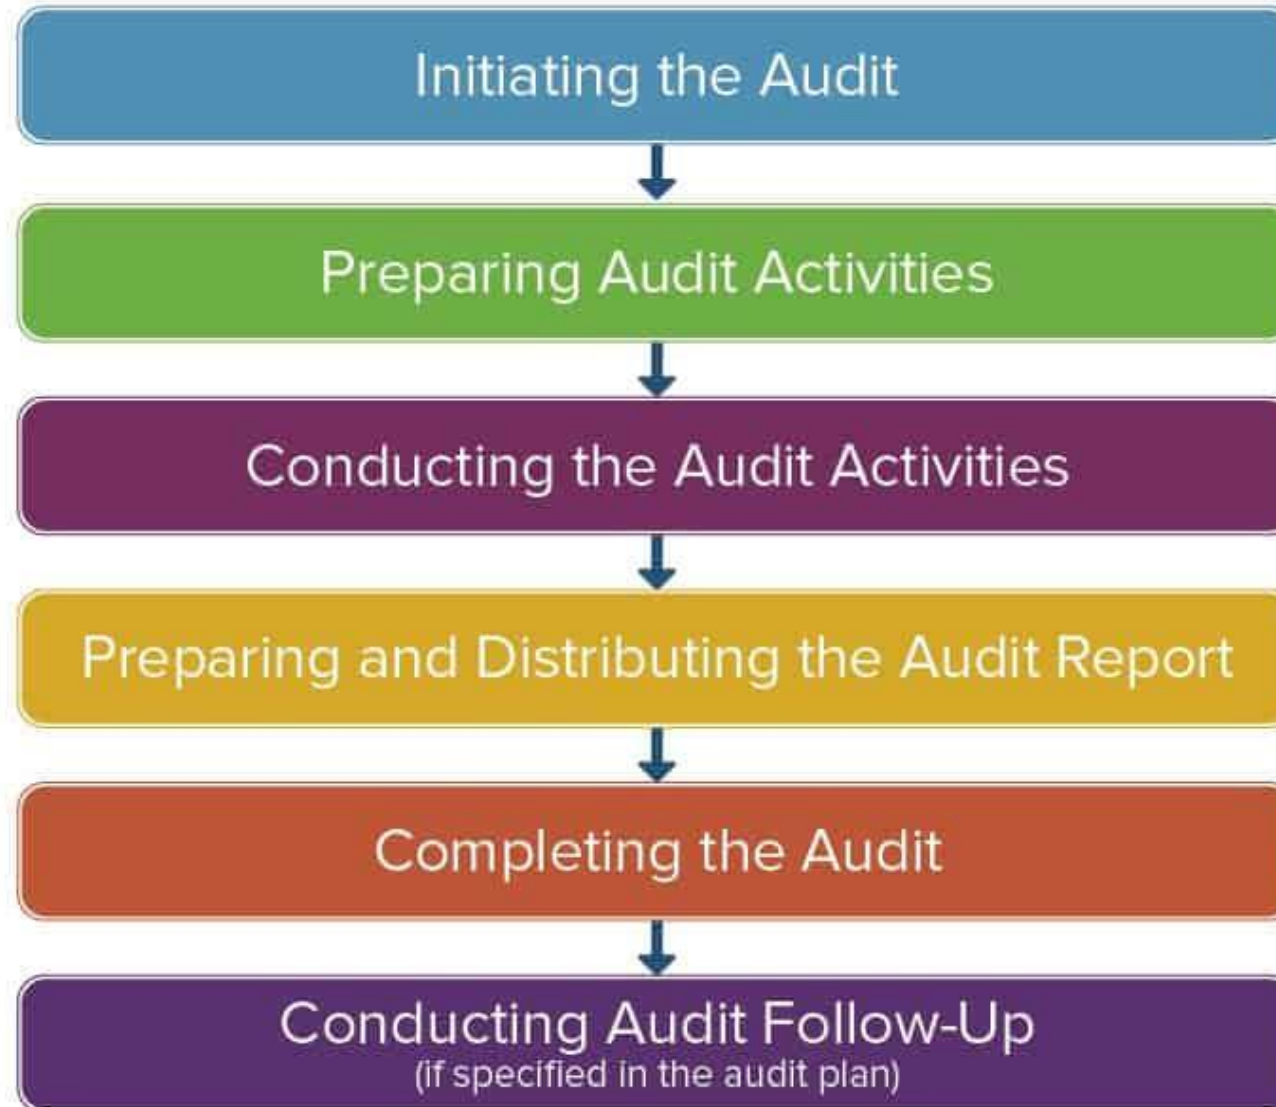 Initiating the Audit
Preparing Audit Activities
Conducting the Audit Activities
Preparing and Distributing the Audit Report
Completing the Audit
Conducting Audit Follow-Up
(if specified in the audit plan)